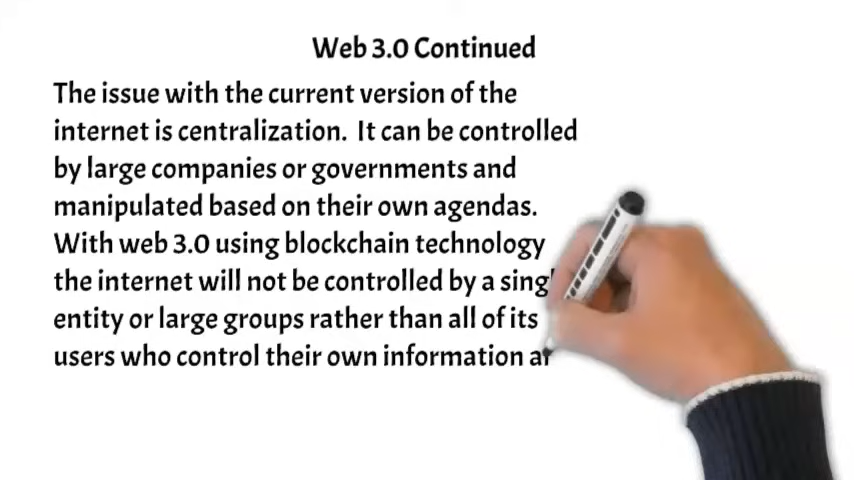 Web 3.0 Continued
The issue with the current version of the
internet is centralization. It can be controlled
by large companies or governments and
manipulated based on their own agendas.
With web 3.0 using blockchain technology
the internet will not be controlled by a
entity or large groups rather than all of its
users who control their own information